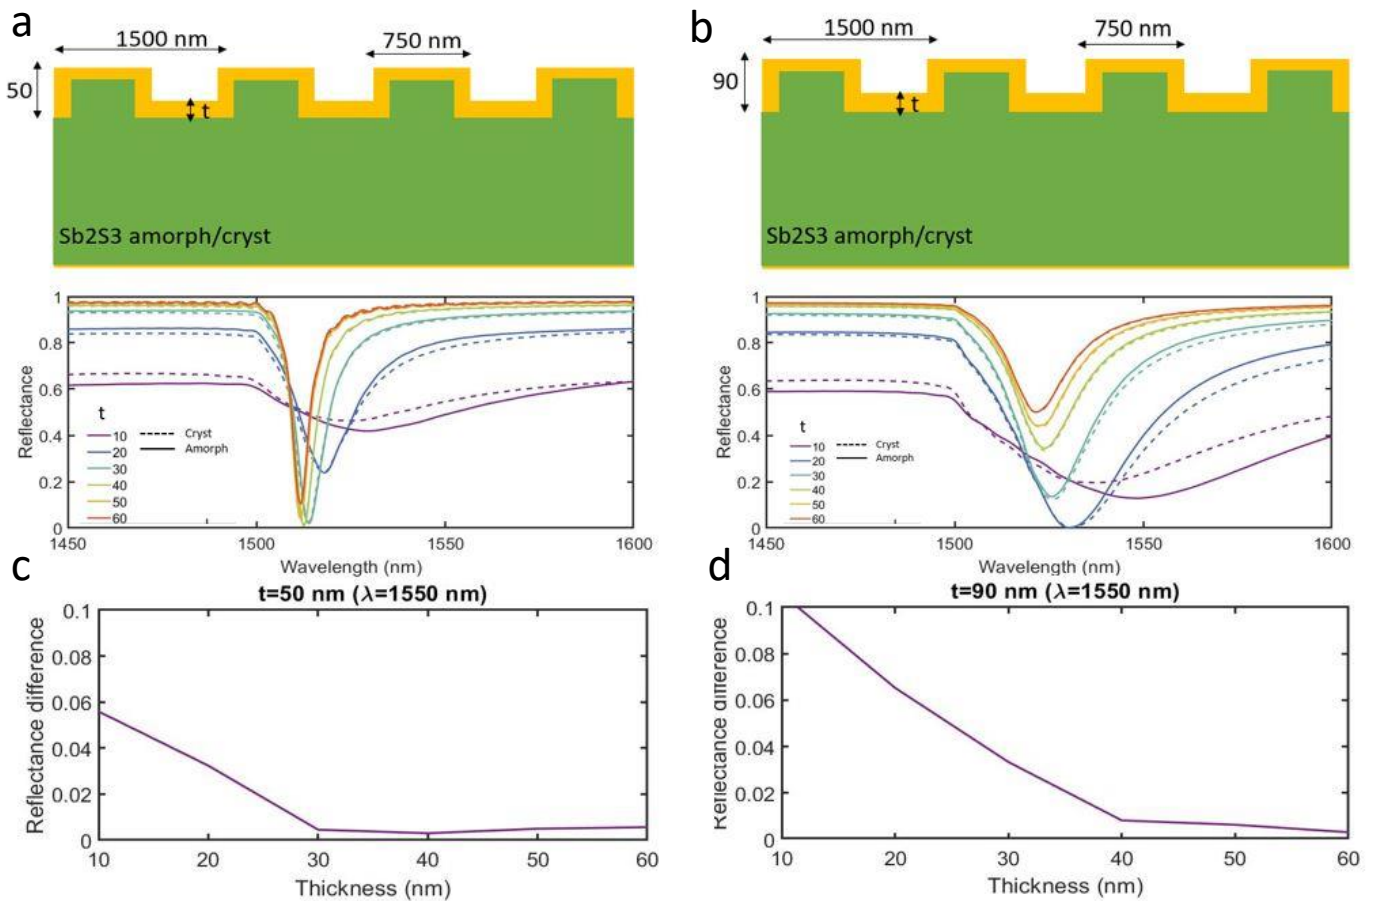 a
1500 nm
750 nm
50
t
Sb2S3 amorph/cryst
1
0.8
0.6
0.4
0.2
0
Reflectance
t
10
20
30
40
50
60
Cryst
Amorph
1450
1500
1550
1600
Wavelength (nm)
b
1500 nm
750 nm
90
t
Sb2S3 amorph/cryst
1
0.8
0.6
0.4
0.2
0
Reflectance
t
10
20
30
40
50
60
Cryst
Amorph
1450
1500
1550
1600
Wavelength (nm)
c
t=50 nm (λ=1550 nm)
0.1
0.08
0.06
0.04
0.02
0
Reflectance difference
10
20
30
40
50
60
Thickness (nm)
d
t=90 nm (λ=1550 nm)
0.1
0.08
0.06
0.04
0.02
0
Reflectance difference
10
20
30
40
50
60
Thickness (nm)